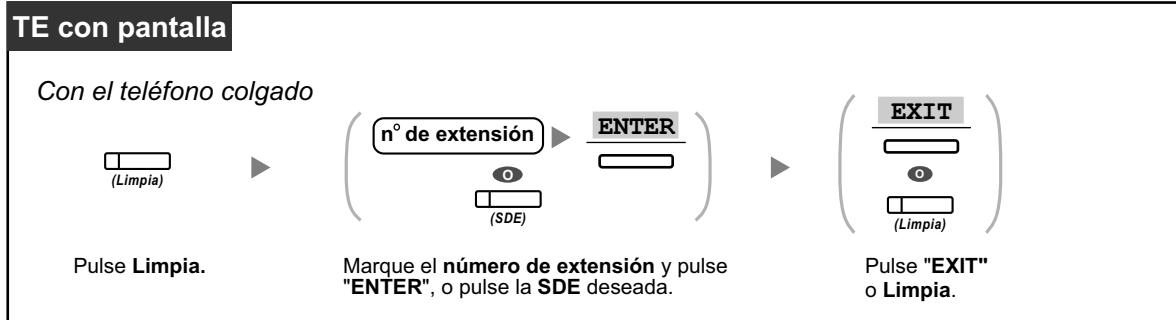 TE con pantalla
Con el teléfono colgado
(Limpia)
n° de extensión
ENTER
O
(SDE)
EXIT
O
(Limpia)
Pulse Limpia.
Marque el número de extensión y pulse
"ENTER", o pulse la SDE deseada.
Pulse "EXIT"
o Limpia.